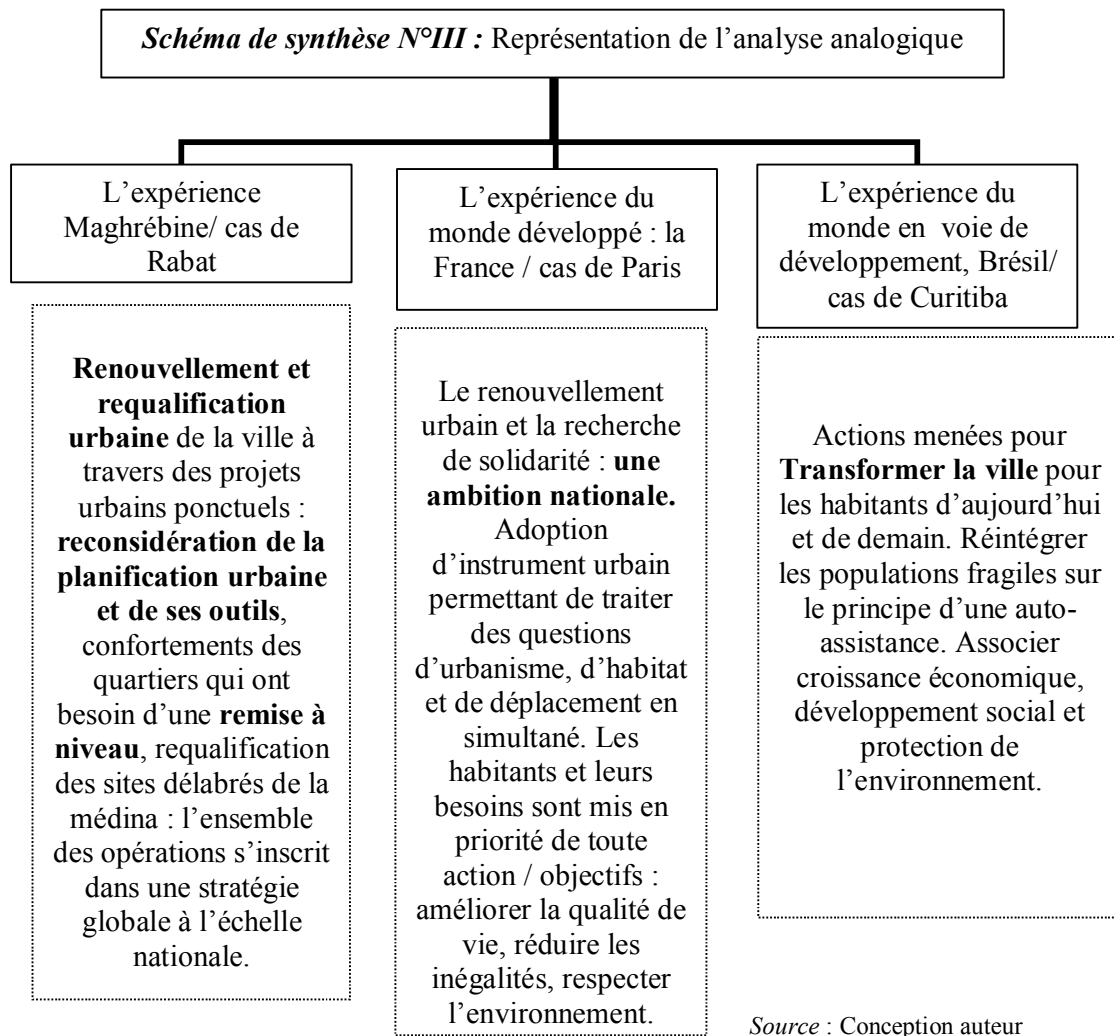 Schéma de synthèse N°III : Représentation de l'analyse analogique
L'expérience
Maghrébine/ cas de
Rabat
L'expérience du
monde développé : la
France / cas de Paris
L'expérience du
monde en voie de
développement, Brésil/
cas de Curitiba
Renouvellement et
requalification
urbaine de la ville à
travers des projets
urbains ponctuels :
reconsidération de la
planification urbaine
et de ses outils,
confortements des
quartiers qui ont
besoin d'une remise à
niveau, requalification
des sites délabrés de la
médina : l'ensemble
des opérations s'inscrit
dans une stratégie
globale à l'échelle
nationale.
Le renouvellement
urbain et la recherche
de solidarité : une
ambition nationale.
Adoption
d'instrument urbain
permettant de traiter
des questions
d'urbanisme, d'habitat
et de déplacement en
simultané. Les
habitants et leurs
besoins sont mis en
priorité de toute
action / objectifs :
améliorer la qualité de
vie, réduire les
inégalités, respecter
l'environnement.
Actions menées pour
Transformer la ville pour
les habitants d'aujourd'hui
et de demain. Réintégrer
les populations fragiles sur
le principe d'une auto-
assistance. Associer
croissance économique,
développement social et
protection de
l'environnement.
Source : Conception auteur